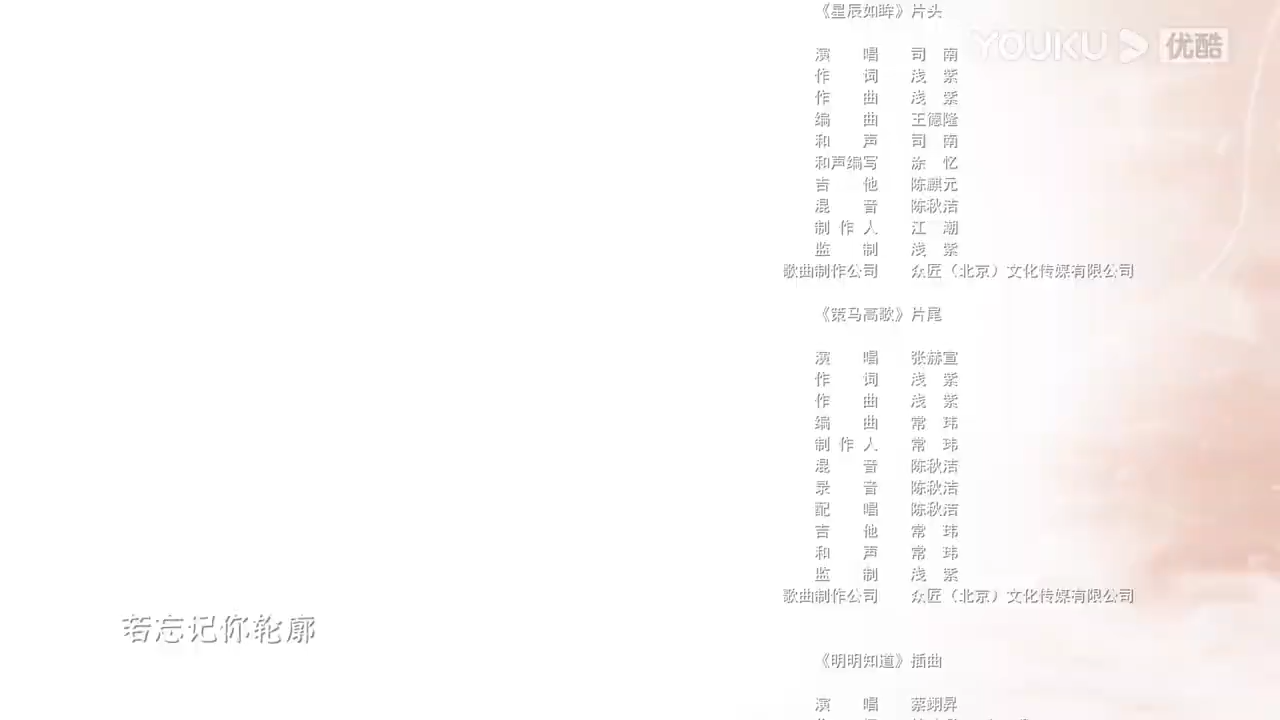 《星辰如眸》片头
YOUKU 优酷
演唱 司南
作词 浅紫
作曲 浅紫
编曲 王德隆
和声 司南
和声编写 涂忆
吉他 陈麒元
混音 陈秋洁
制作人 江潮
监制 浅紫
歌曲制作公司 众匠（北京）文化传媒有限公司
《策马高歌》片尾
演唱 张赫宣
作词 浅紫
作曲 浅紫
编曲 常玮
制作人 常玮
混音 陈秋洁
录音 陈秋洁
配唱 陈秋洁
吉他 常玮
和声 常玮
监制 浅紫
歌曲制作公司 众匠（北京）文化传媒有限公司
若忘记你轮廓
《明明知道》插曲
演唱 蔡翊昇